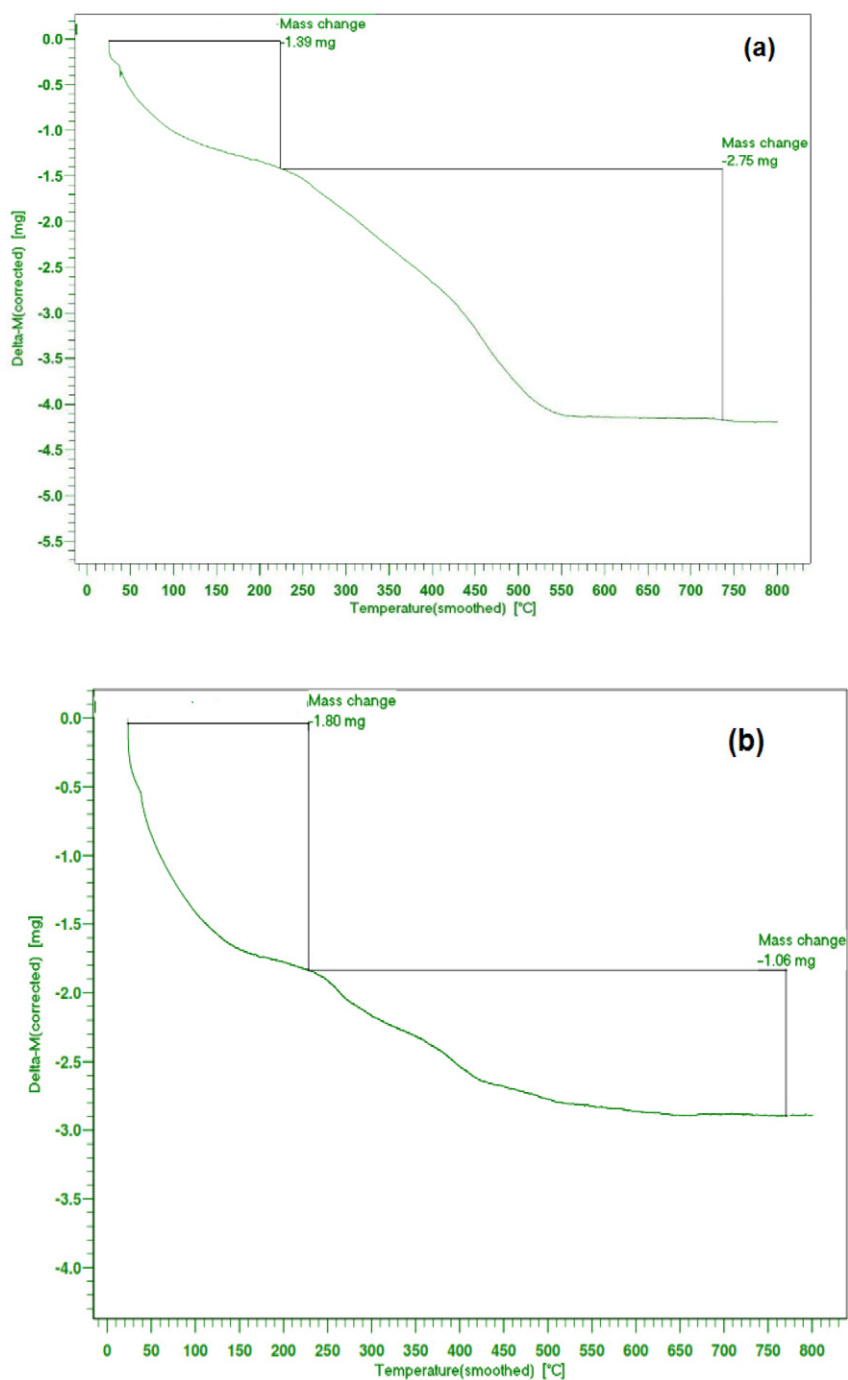 Mass change
-1.39 mg
(a)
Mass change
-2.75 mg
Delta-M(corrected) [mg]
0.0
-0.5
-1.0
-1.5
-2.0
-2.5
-3.0
-3.5
-4.0
-4.5
-5.0
-5.5
0 50 100 150 200 250 300 350 400 450 500 550 600 650 700 750 800
Temperature(smoothed) [°C]
Mass change
-1.80 mg
(b)
Mass change
-1.06 mg
Delta-M(corrected) [mg]
0.0
-0.5
-1.0
-1.5
-2.0
-2.5
-3.0
-3.5
-4.0
0 50 100 150 200 250 300 350 400 450 500 550 600 650 700 750 800
Temperature(smoothed) [°C]